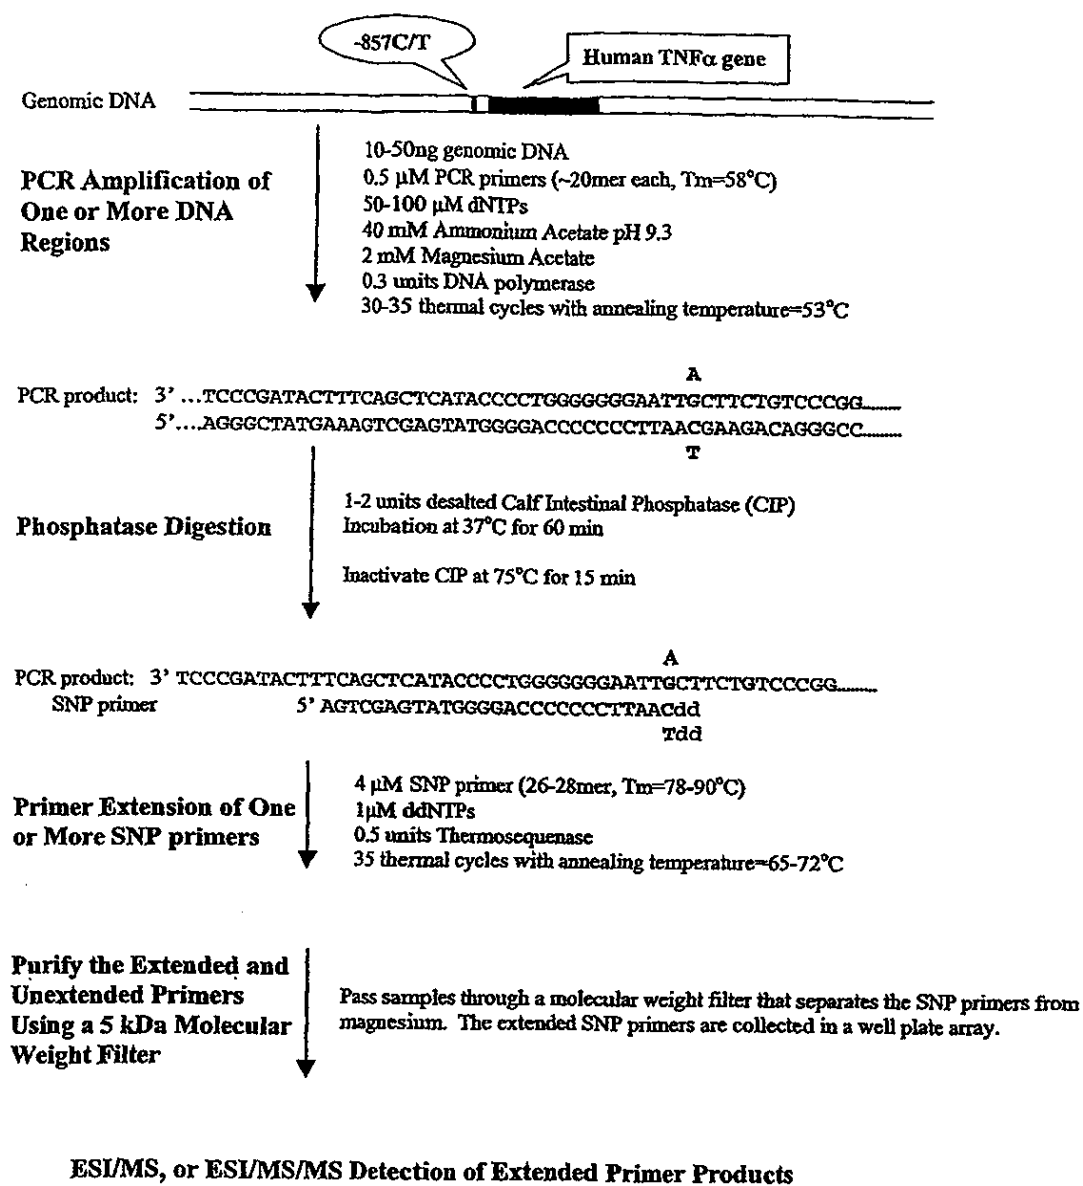 -857C/T
Human TNFα gene
Genomic DNA
PCR Amplification of
One or More DNA
Regions
10-50ng genomic DNA
0.5 µM PCR primers (~20mer each, Tm=58°C)
50-100 µM dNTPs
40 mM Ammonium Acetate pH 9.3
2 mM Magnesium Acetate
0.3 units DNA polymerase
30-35 thermal cycles with annealing temperature=53°C
A
PCR product: 3' ...TCCCGATACTTTCAGCTCATACCCCTGGGGGGGAATTGCTTCTGTCCCGG.........
5'....AGGGCTATGAAAGTCGAGTATGGGGACCCCCCCTTAACGAAGACAGGGCC.........
T
Phosphatase Digestion
1-2 units desalted Calf Intestinal Phosphatase (CIP)
Incubation at 37°C for 60 min
Inactivate CIP at 75°C for 15 min
A
PCR product: 3' TCCCGATACTTTCAGCTCATACCCCTGGGGGGGAATTGCTTCTGTCCCGG.........
SNP primer 5' AGTCGAGTATGGGGACCCCCCCTTAACdd
Tdd
Primer Extension of One
or More SNP primers
4 µM SNP primer (26-28mer, Tm=78-90°C)
1µM ddNTPs
0.5 units Thermosequenase
35 thermal cycles with annealing temperature=65-72°C
Purify the Extended and
Unextended Primers
Using a 5 kDa Molecular
Weight Filter
Pass samples through a molecular weight filter that separates the SNP primers from
magnesium. The extended SNP primers are collected in a well plate array.
ESI/MS, or ESI/MS/MS Detection of Extended Primer Products